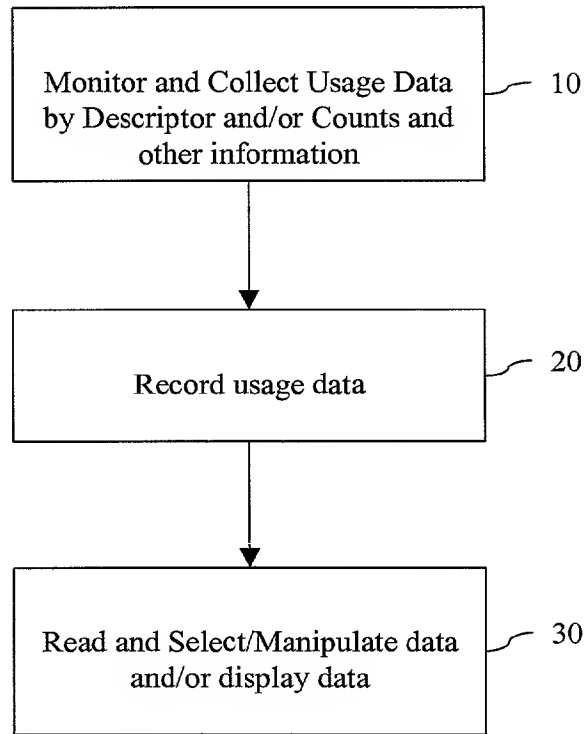 Monitor and Collect Usage Data
by Descriptor and/or Counts and
other information
10
Record usage data
20
Read and Select/Manipulate data
and/or display data
30